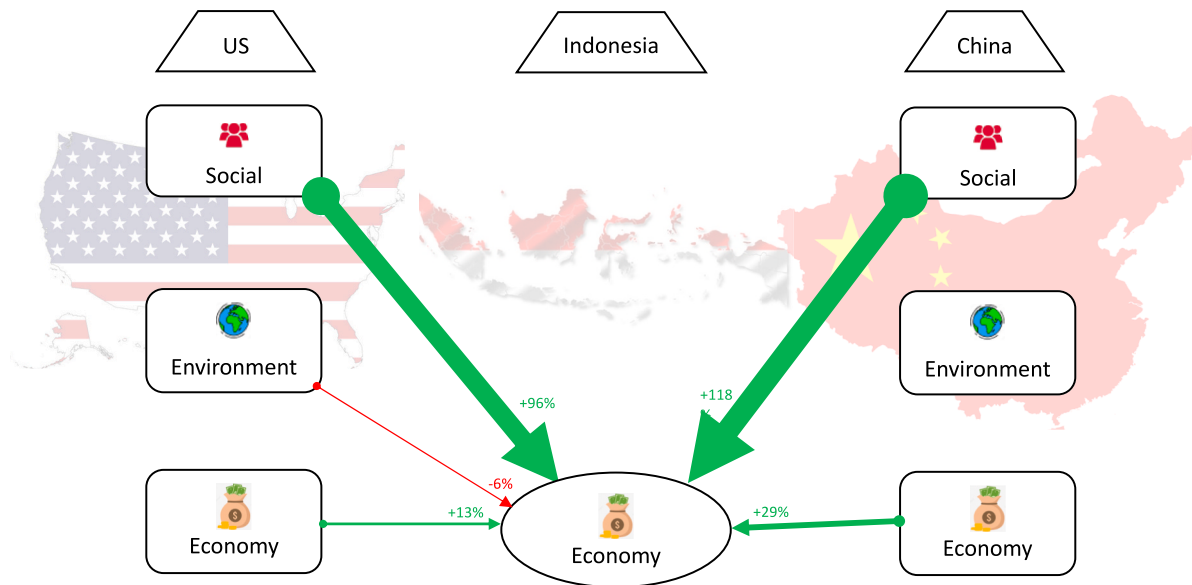 US
Indonesia
China
Social
Social
Environment
Environment
+96%
+118
%
-6%
+13%
+29%
Economy
Economy
Economy